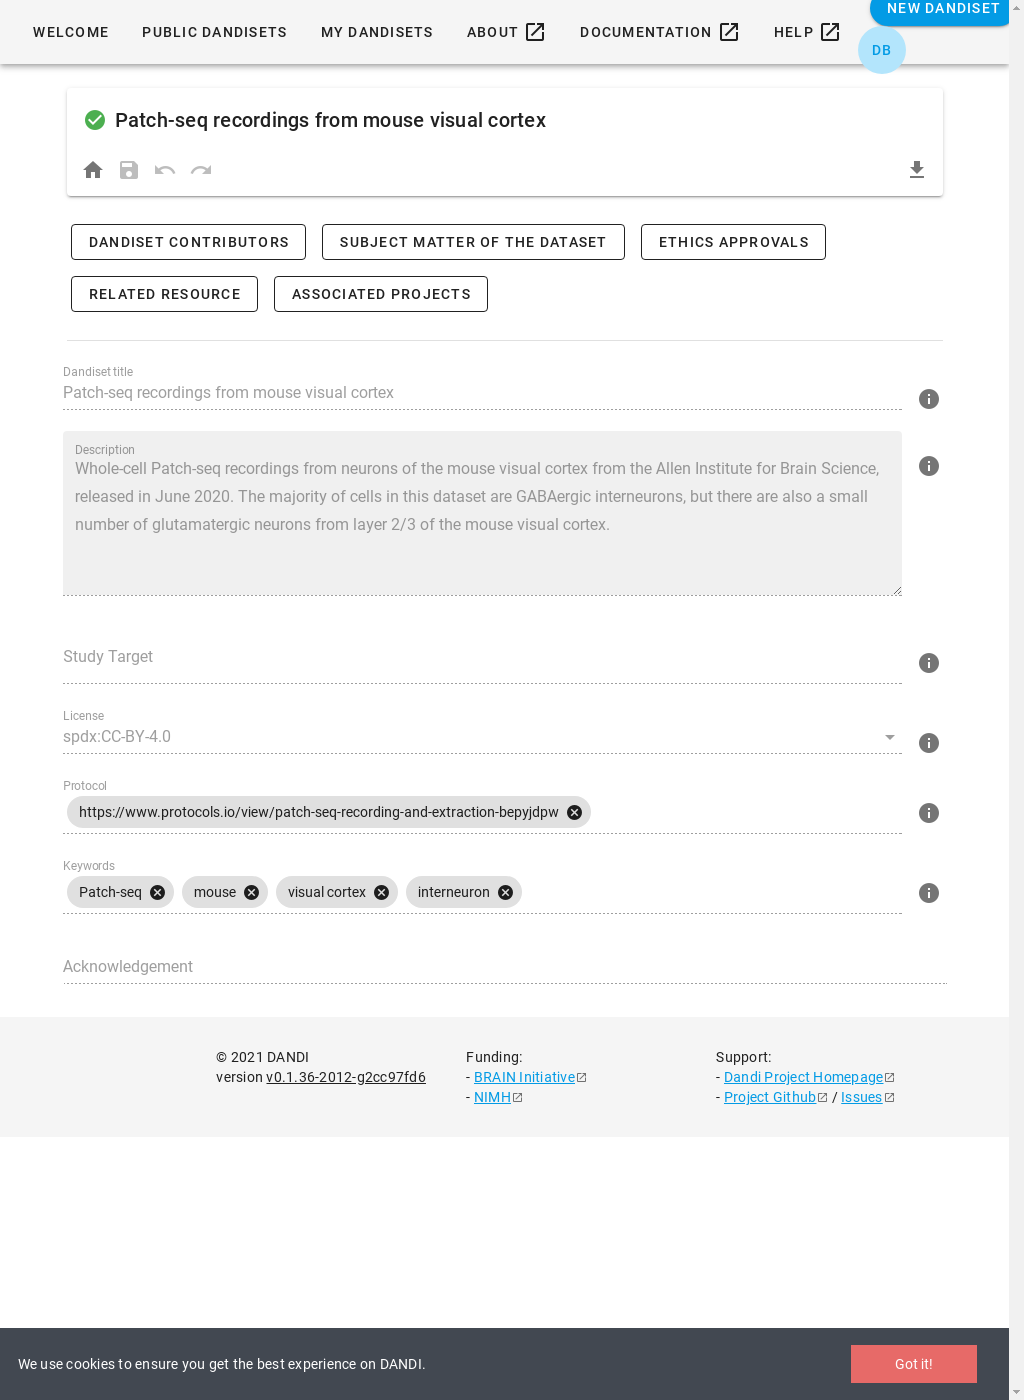 WELCOME PUBLIC DANDISETS MY DANDISETS ABOUT DOCUMENTATION HELP NEW DANDISET
DB
Patch-seq recordings from mouse visual cortex
DANDISET CONTRIBUTORS SUBJECT MATTER OF THE DATASET ETHICS APPROVALS
RELATED RESOURCE ASSOCIATED PROJECTS
Dandiset title
Patch-seq recordings from mouse visual cortex
Description
Whole-cell Patch-seq recordings from neurons of the mouse visual cortex from the Allen Institute for Brain Science,
released in June 2020. The majority of cells in this dataset are GABAergic interneurons, but there are also a small
number of glutamatergic neurons from layer 2/3 of the mouse visual cortex.
Study Target
License
spdx:CC-BY-4.0
Protocol
https://www.protocols.io/view/patch-seq-recording-and-extraction-bepyjdpw
Keywords
Patch-seq mouse visual cortex interneuron
Acknowledgement
© 2021 DANDI
version v0.1.36-2012-g2cc97fd6
Funding:
- BRAIN Initiative
- NIMH
Support:
- Dandi Project Homepage
- Project Github / Issues
We use cookies to ensure you get the best experience on DANDI.
Got it!